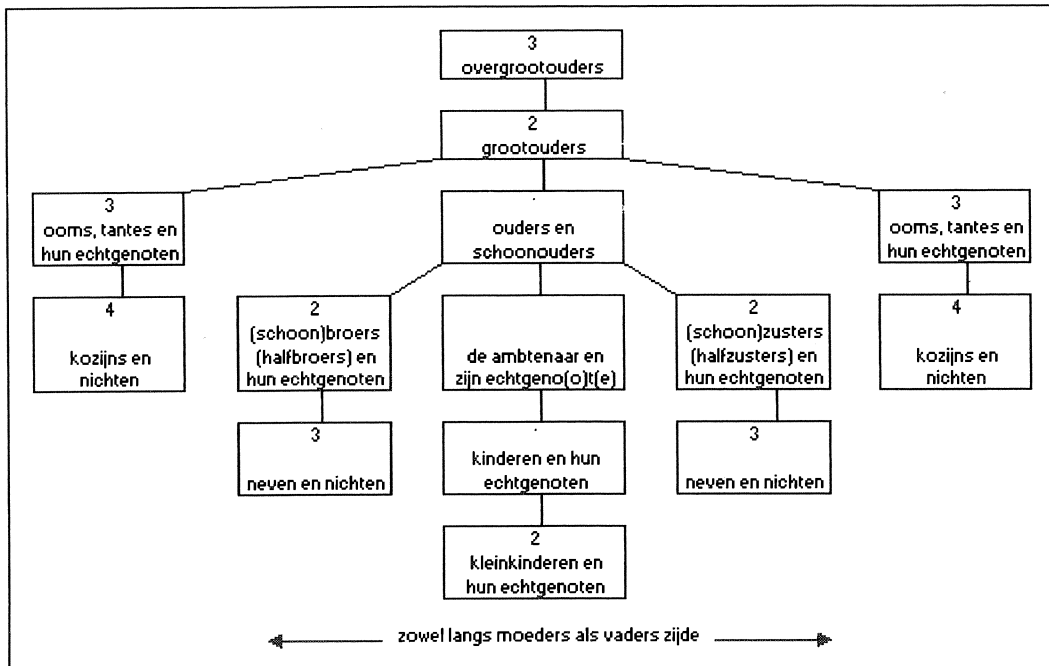 3
overgrootouders
2
grootouders
3
ooms, tantes en
hun echtgenoten
ouders en
schoonouders
3
ooms, tantes en
hun echtgenoten
4
kozijns en
nichten
2
(schoon)broers
(halfbroers) en
hun echtgenoten
de ambtenaar en
zijn echtgeno(o)t(e)
2
(schoon)zusters
(halfzusters) en
hun echtgenoten
4
kozijns en
nichten
3
neven en nichten
kinderen en hun
echtgenoten
3
neven en nichten
2
kleinkinderen en
hun echtgenoten
zowel langs moeders als vaders zijde